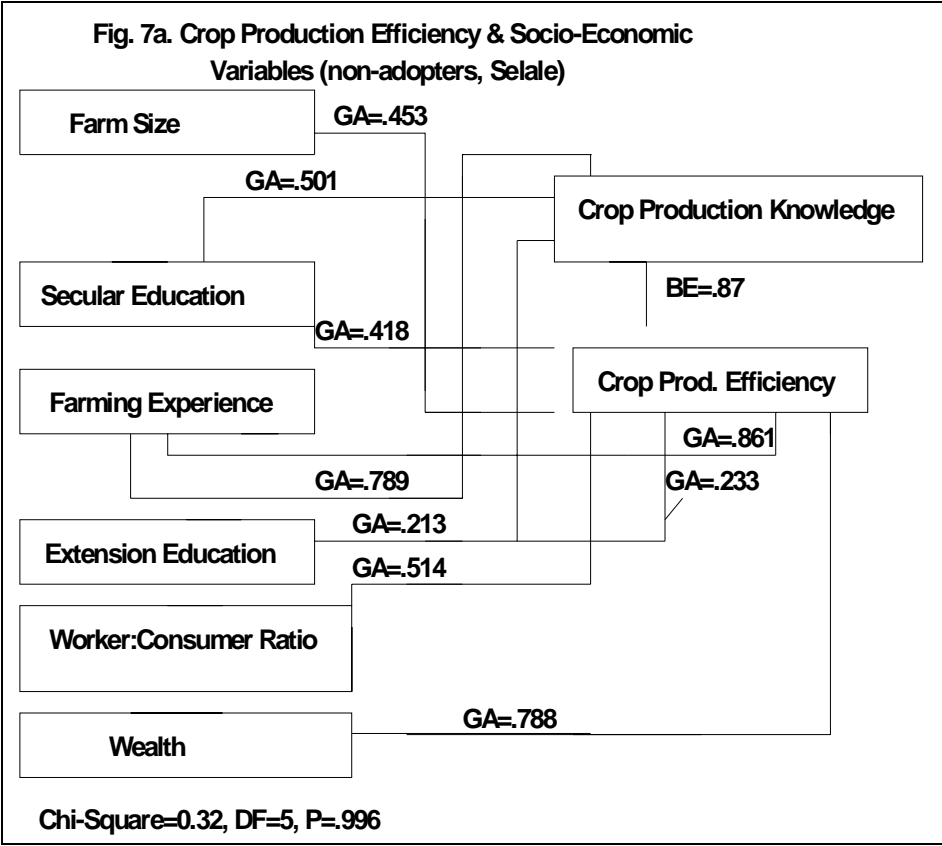 Fig. 7a. Crop Production Efficiency & Socio-Economic
Variables (non-adopters, Selale)
Farm Size
GA=.453
GA=.501
Crop Production Knowledge
Secular Education
BE=.87
GA=.418
Crop Prod. Efficiency
Farming Experience
GA=.861
GA=.789
GA=.233
GA=.213
Extension Education
GA=.514
Worker:Consumer Ratio
GA=.788
Wealth
Chi-Square=0.32, DF=5, P=.996